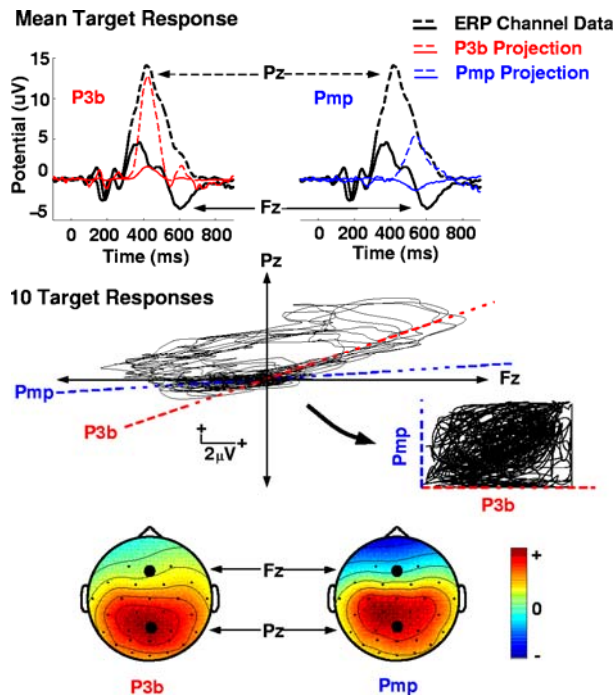 Mean Target Response
ERP Channel Data
P3b Projection
Pmp Projection
Potential (uV)
15
10
5
0
−5
P3b
Pz
Pmp
Fz
0 200 400 600 800
Time (ms)
0 200 400 600 800
Time (ms)
10 Target Responses
Pz
Fz
Pmp
P3b
+
2μV+
Pmp
P3b
Fz
Pz
P3b
Pmp
+
0
-